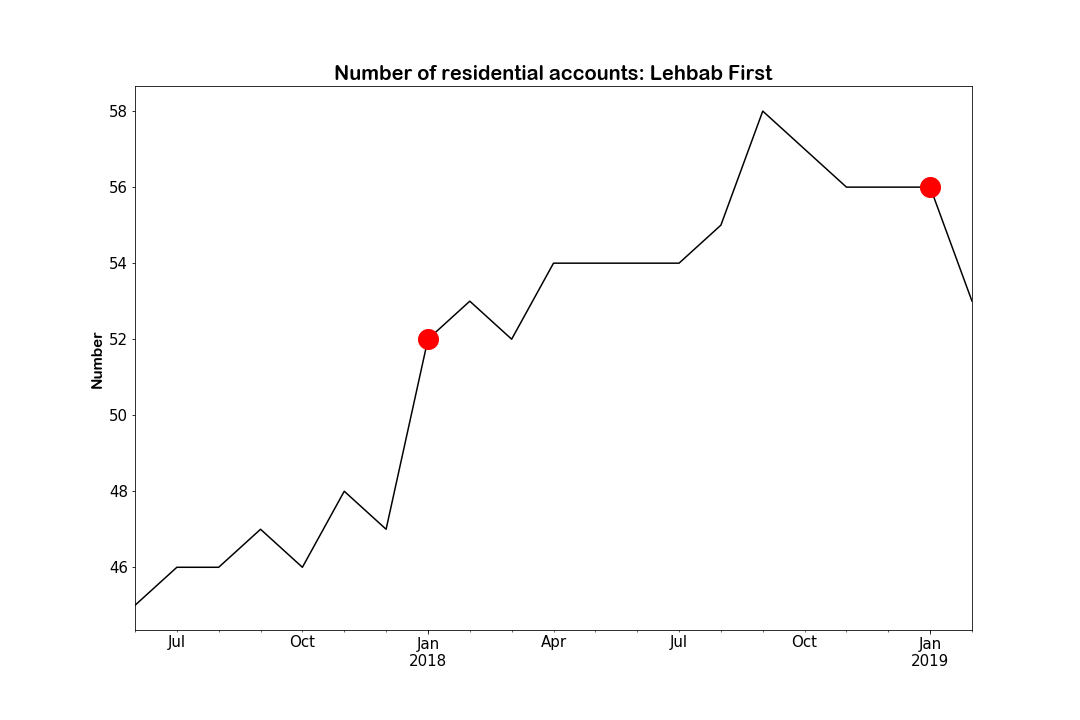 Number of residential accounts: Lehbab First
58
56
54
52
50
48
46
Number
Jul
Oct
Jan
2018
Apr
Jul
Oct
Jan
2019